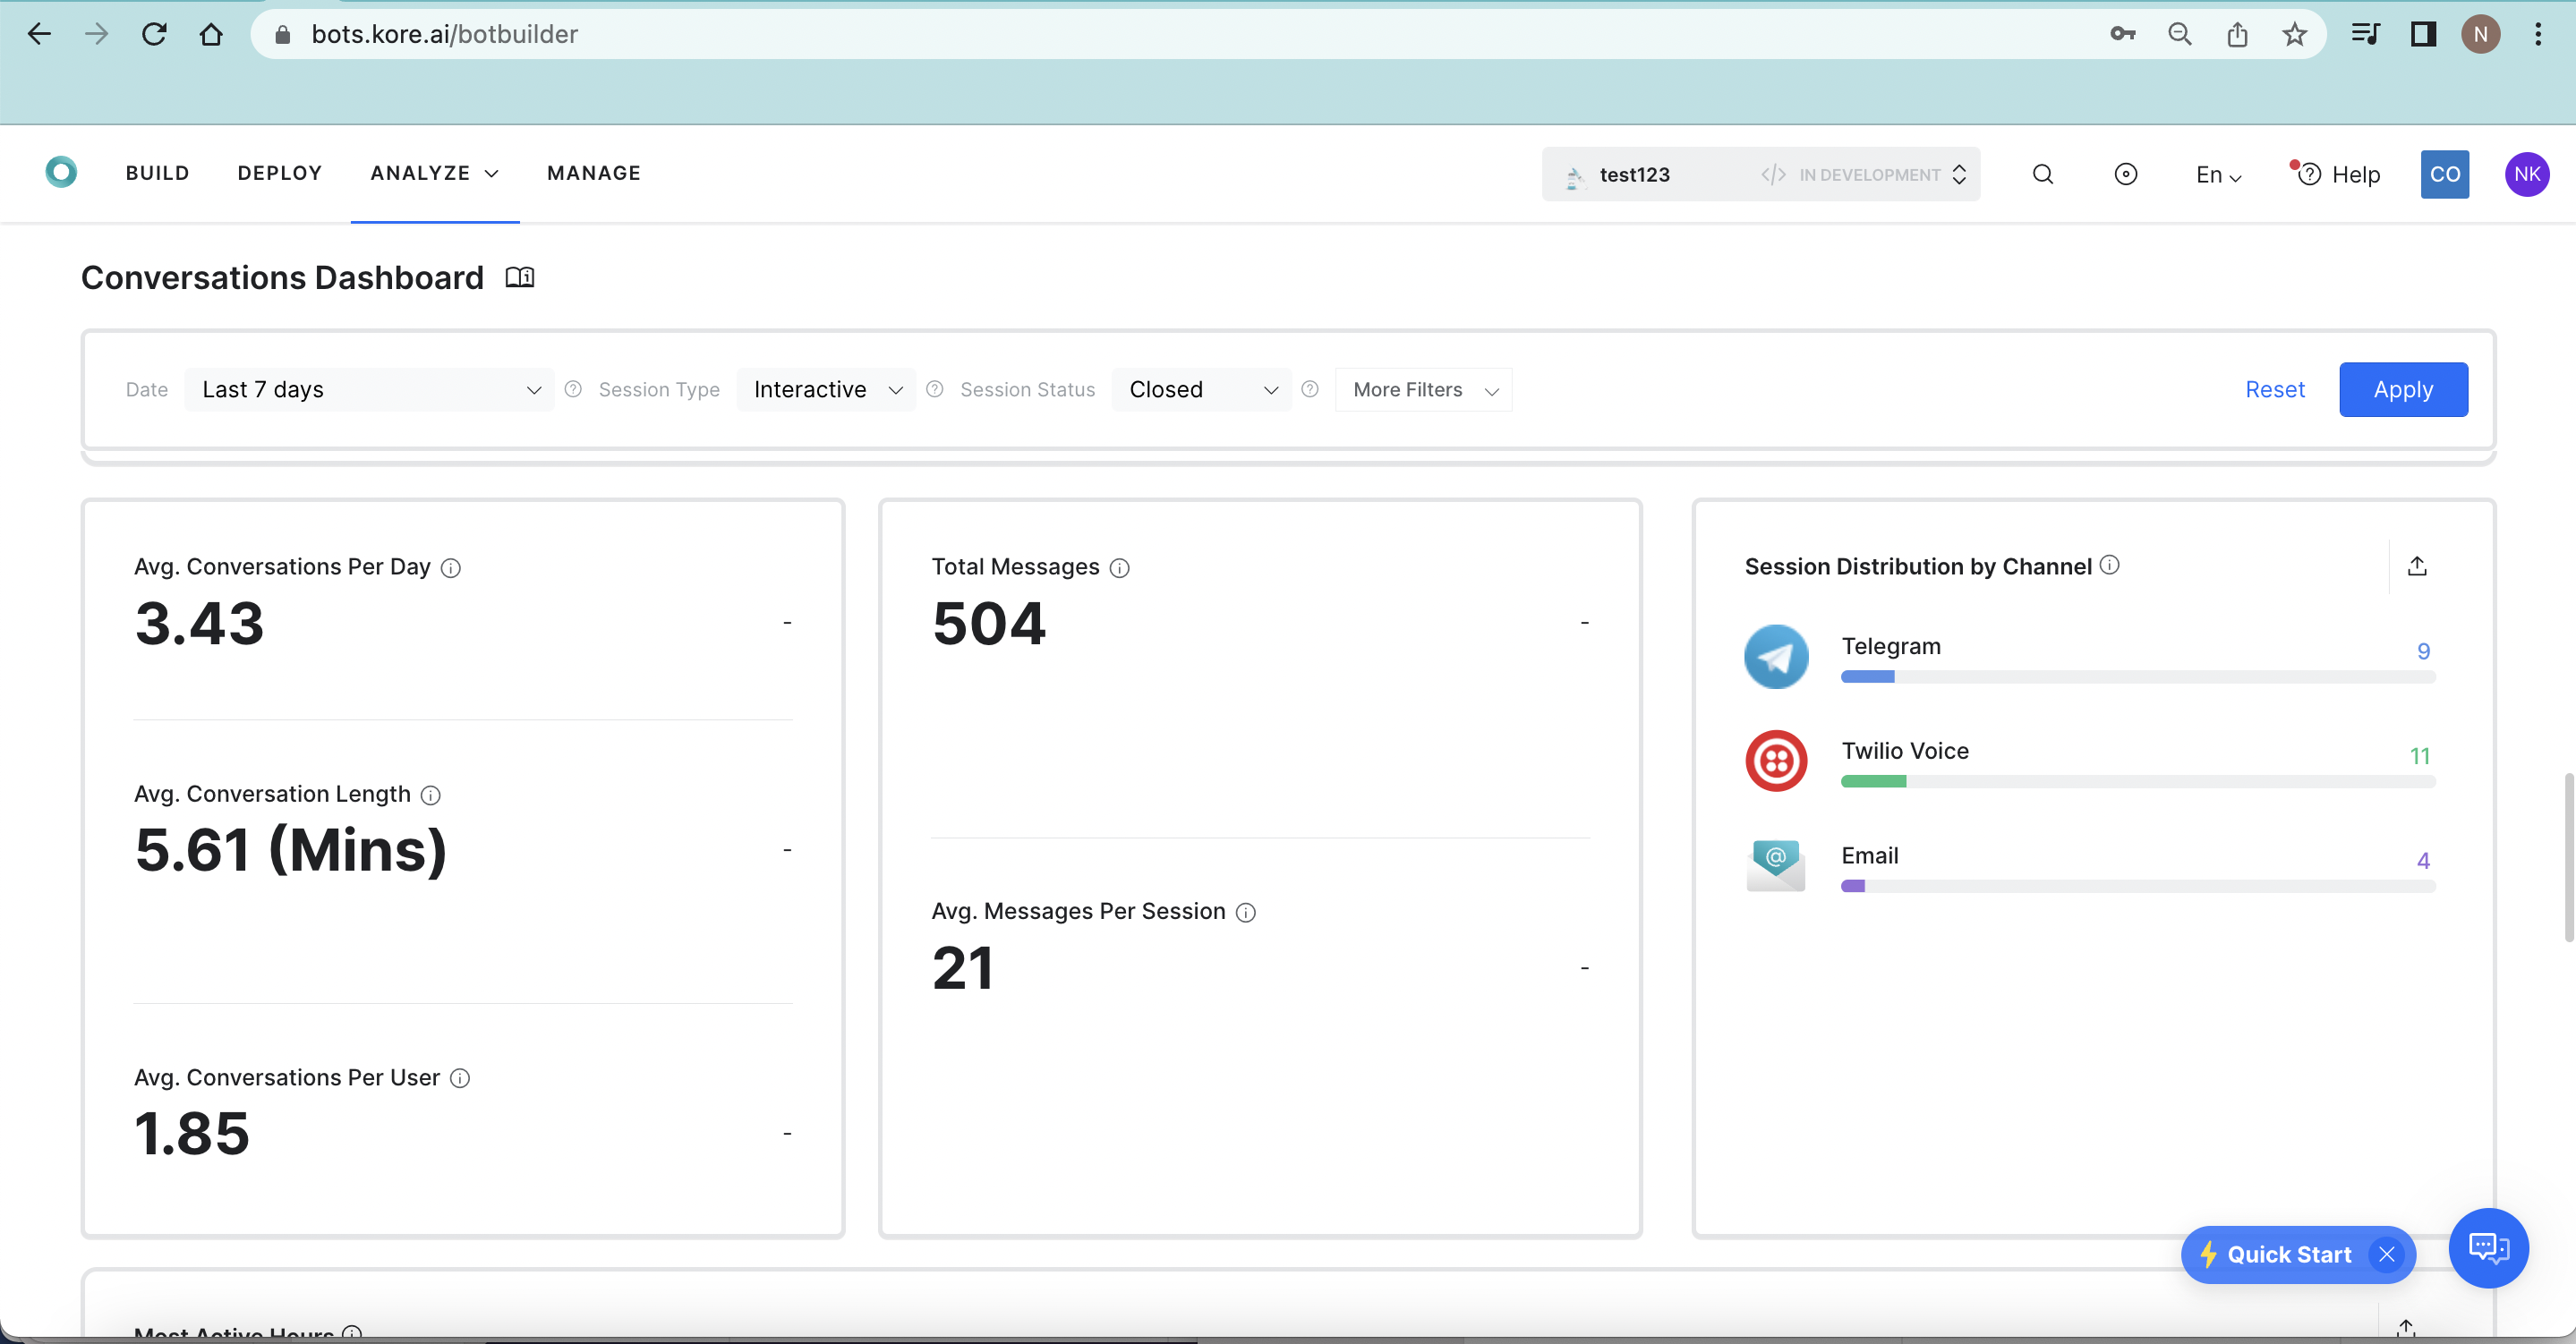 bots.kore.ai/botbuilder
N
BUILD DEPLOY ANALYZE MANAGE
test123 </> IN DEVELOPMENT
En
Help
CO
NK
Conversations Dashboard
Date Last 7 days Session Type Interactive Session Status Closed More Filters Reset Apply
Avg. Conversations Per Day
3.43 -
Avg. Conversation Length
5.61 (Mins) -
Avg. Conversations Per User
1.85 -
Total Messages
504 -
Avg. Messages Per Session
21 -
Session Distribution by Channel
Telegram 9
Twilio Voice 11
@
Email 4
Quick Start
Most Active Hours